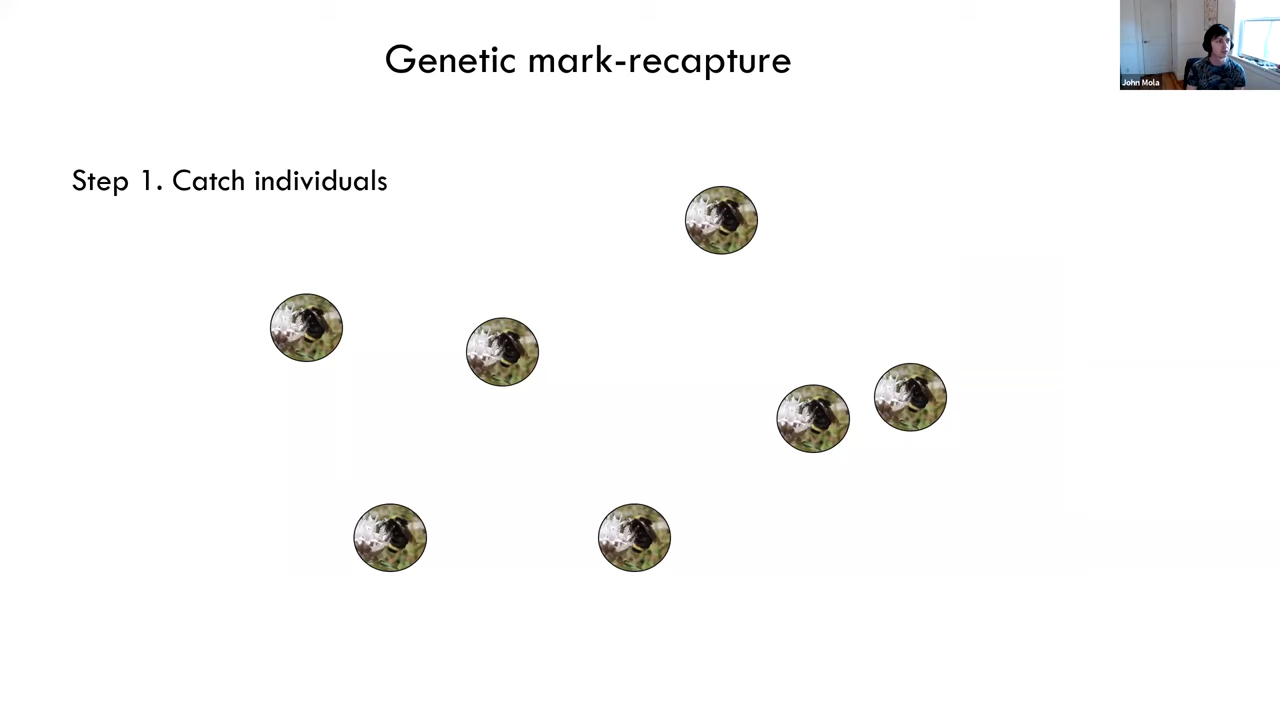 Genetic mark-recapture
John Mola
Step 1. Catch individuals